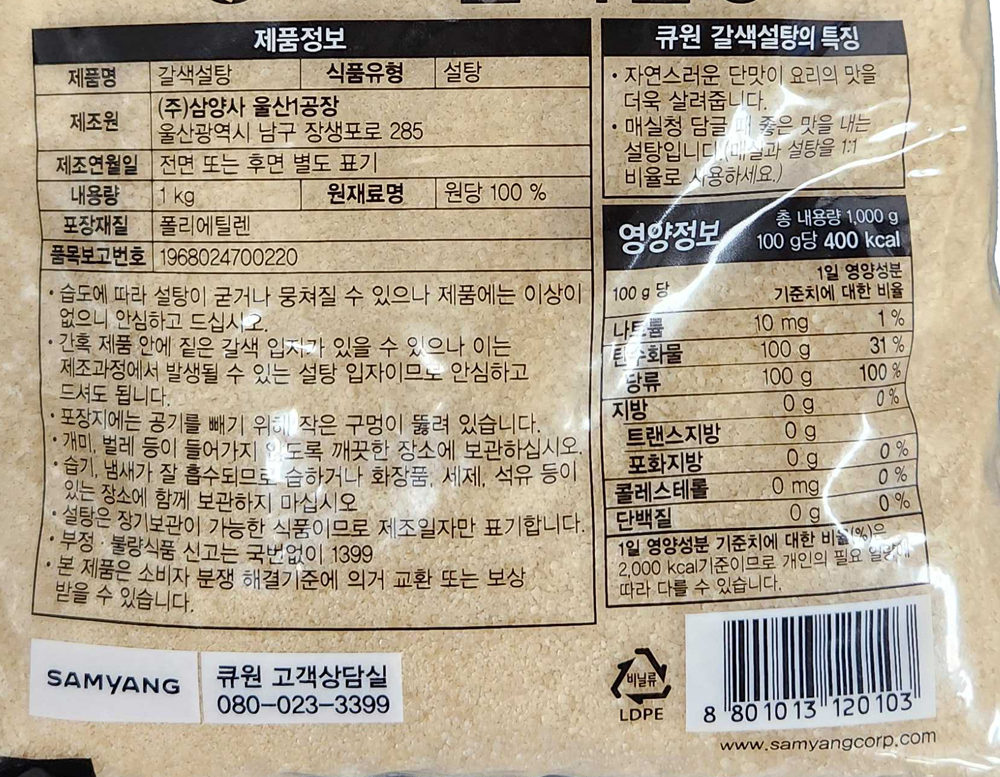 제품정보
제품명 갈색설탕 식품유형 설탕
제조원 (주)삼양사 울산1공장
울산광역시 남구 장생포로 285
제조연월일 전면 또는 후면 별도 표기
내용량 1 kg 원재료명 원당 100 %
포장재질 폴리에틸렌
품목보고번호 1968024700220
• 습도에 따라 설탕이 굳거나 뭉쳐질 수 있으나 제품에는 이상이
없으니 안심하고 드십시오.
• 간혹 제품 안에 짙은 갈색 입자가 있을 수 있으나 이는
제조과정에서 발생될 수 있는 설탕 입자이므로 안심하고
드셔도 됩니다.
• 포장지에는 공기를 빼기 위해 작은 구멍이 뚫려 있습니다.
• 개미, 벌레 등이 들어가지 않도록 깨끗한 장소에 보관하십시오.
• 습기, 냄새가 잘 흡수되므로 습하거나 화장품, 세제, 석유 등이
있는 장소에 함께 보관하지 마십시오
• 설탕은 장기보관이 가능한 식품이므로 제조일자만 표기합니다.
• 부정·불량식품 신고는 국번없이 1399
• 본 제품은 소비자 분쟁 해결기준에 의거 교환 또는 보상
받을 수 있습니다.
큐원 갈색설탕의 특징
• 자연스러운 단맛이 요리의 맛을
더욱 살려줍니다.
• 매실청 담글 때 좋은 맛을 내는
설탕입니다.(매실과 설탕을 1:1
비율로 사용하세요.)
영양정보
총 내용량 1,000 g
100 g당 400 kcal
100 g 당 1일 영양성분
기준치에 대한 비율
나트륨 10 mg 1 %
탄수화물 100 g 31 %
당류 100 g 100 %
지방 0 g 0 %
트랜스지방 0 g
포화지방 0 g 0 %
콜레스테롤 0 mg 0 %
단백질 0 g 0 %
1일 영양성분 기준치에 대한 비율(%)은
2,000 kcal기준이므로 개인의 필요 열량에
따라 다를 수 있습니다.
SAMYANG
큐원 고객상담실
080-023-3399
비닐류
LDPE
8 801013 120103
www.samyangcorp.com